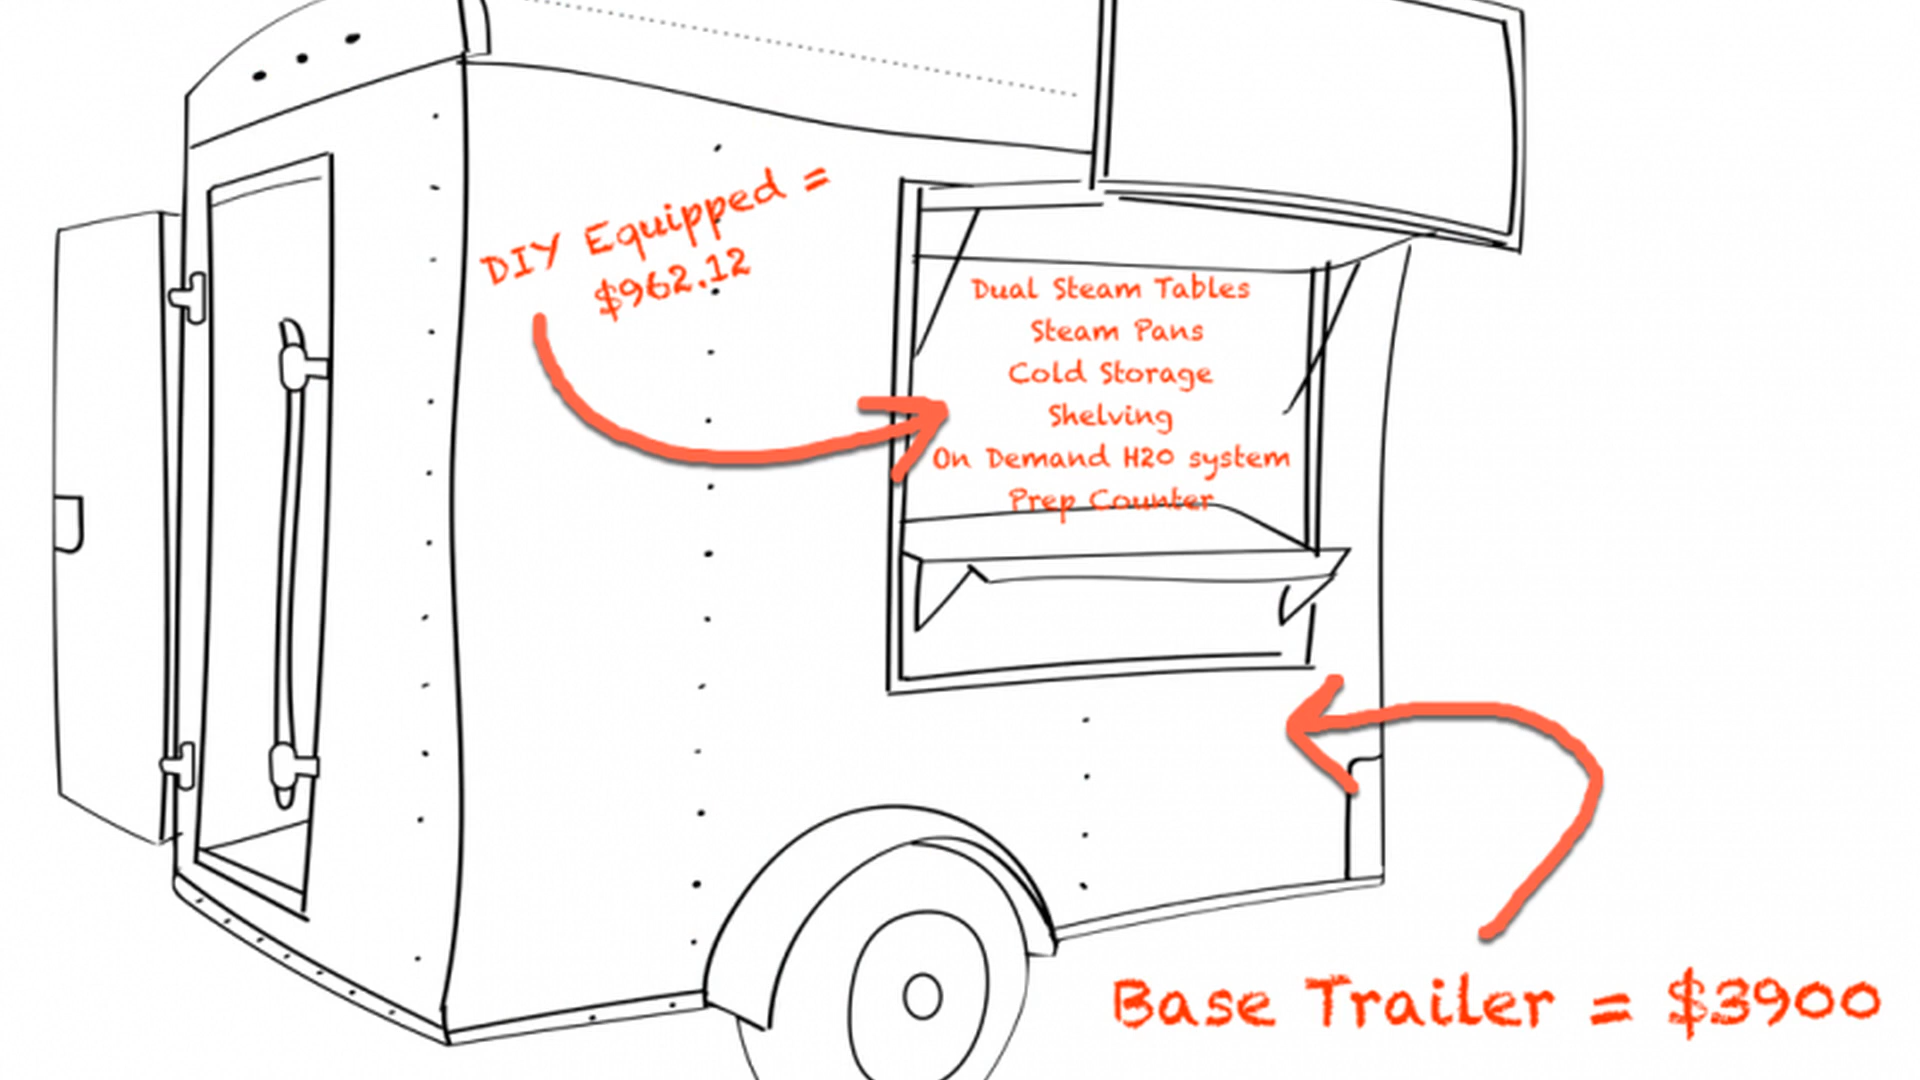 DIY Equipped =
$962.12
Dual Steam Tables
Steam Pans
Cold Storage
Shelving
On Demand H20 system
Prep Counter
Base Trailer = $3900